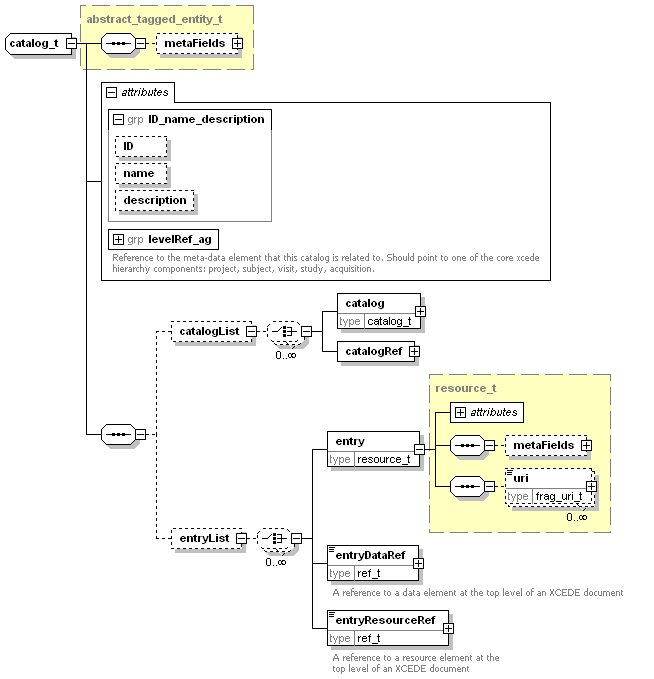 abstract_tagged_entity_t
catalog_t
metaFields
attributes
grp ID_name_description
ID
name
description
grp levelRef_ag
Reference to the meta-data element that this catalog is related to. Should point to one of the core xcede
hierarchy components: project, subject, visit, study, acquisition.
catalogList
0..∞
catalog
type catalog_t
catalogRef
resource_t
attributes
entry
type resource_t
metaFields
uri
type frag_uri_t
0..∞
entryList
0..∞
entryDataRef
type ref_t
A reference to a data element at the top level of an XCEDE document
entryResourceRef
type ref_t
A reference to a resource element at the
top level of an XCEDE document